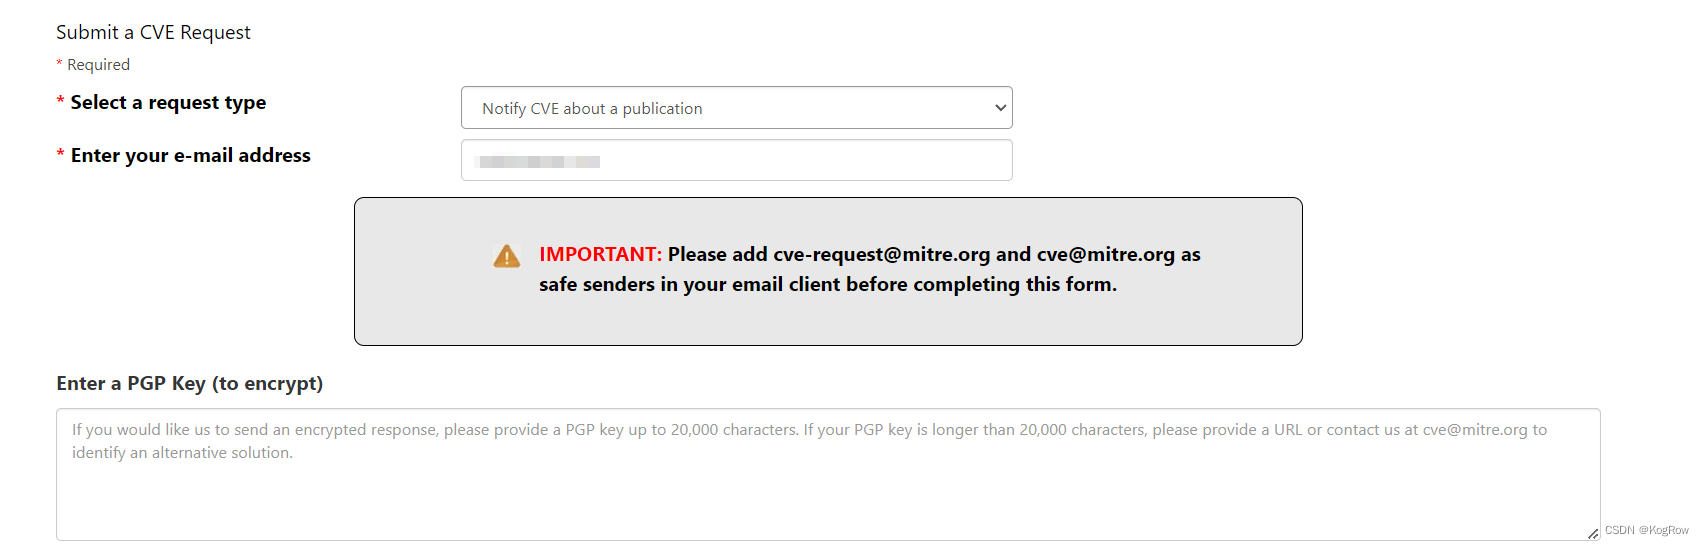 Submit a CVE Request
* Required
* Select a request type
Notify CVE about a publication
* Enter your e-mail address
IMPORTANT: Please add cve-request@mitre.org and cve@mitre.org as
safe senders in your email client before completing this form.
Enter a PGP Key (to encrypt)
If you would like us to send an encrypted response, please provide a PGP key up to 20,000 characters. If your PGP key is longer than 20,000 characters, please provide a URL or contact us at cve@mitre.org to
identify an alternative solution.
CSDN @KogRow